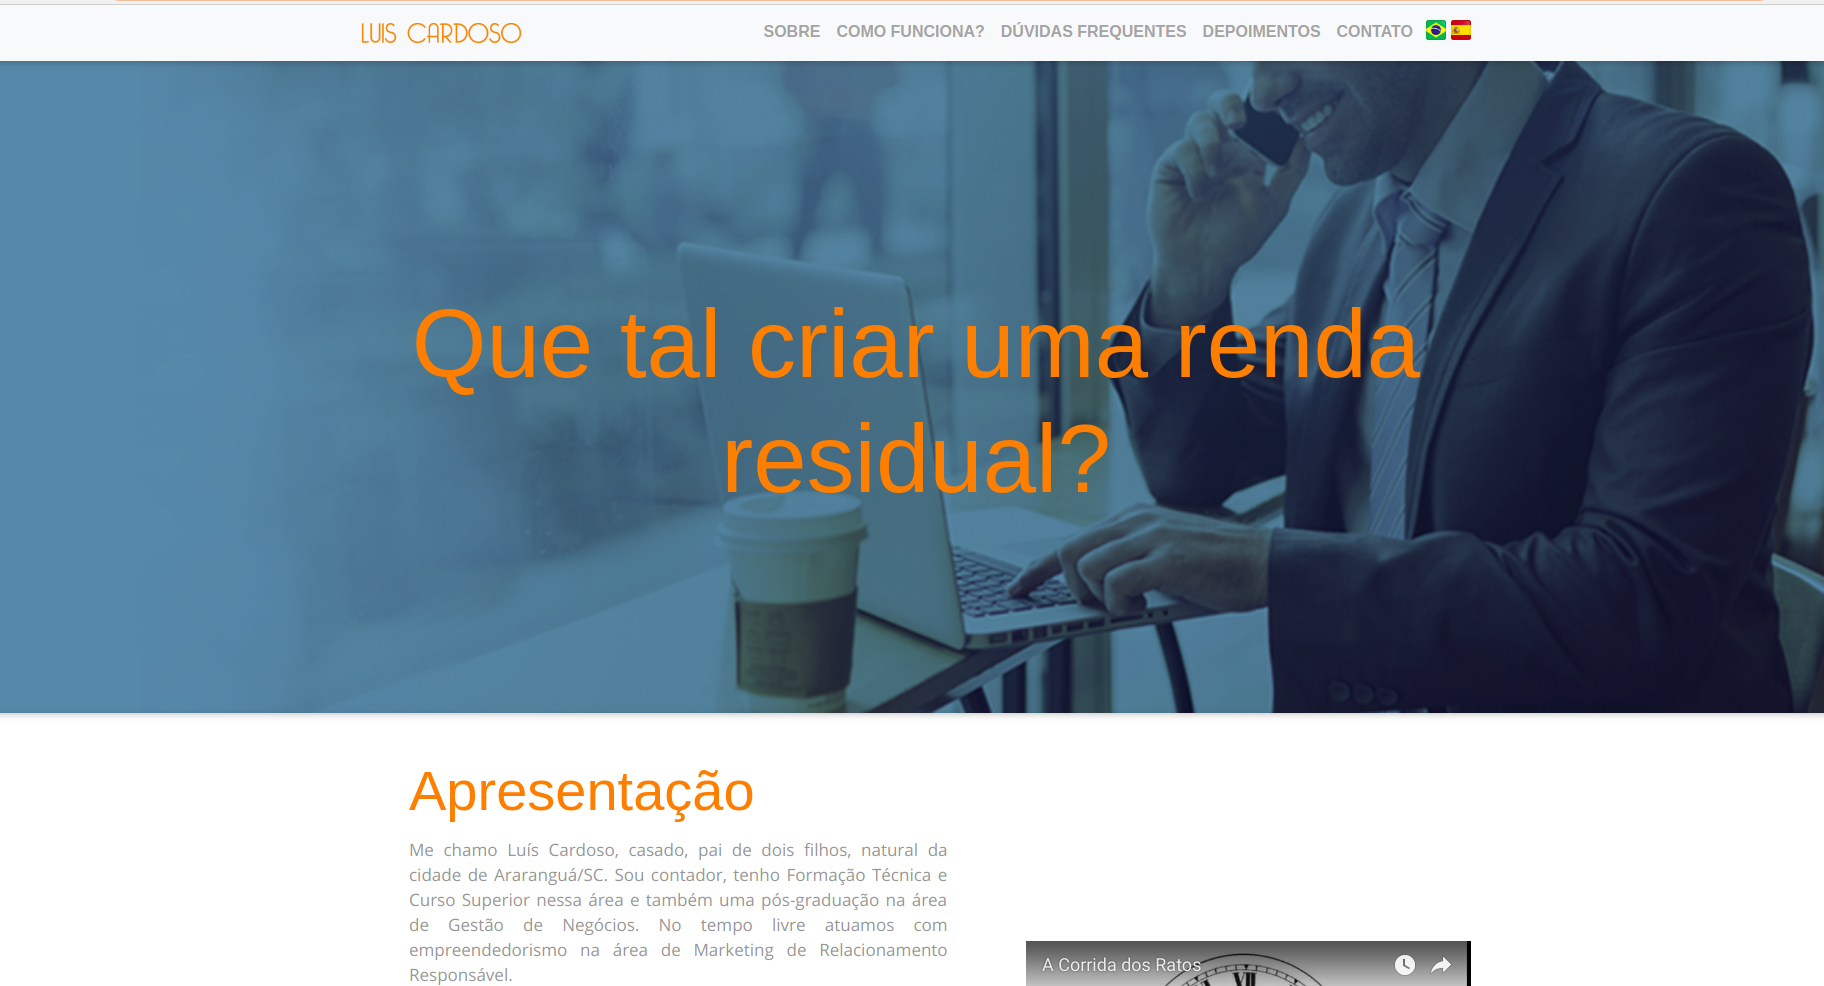 LUIS CARDOSO
SOBRE COMO FUNCIONA? DÚVIDAS FREQUENTES DEPOIMENTOS CONTATO
Que tal criar uma renda
residual?
Apresentação
Me chamo Luís Cardoso, casado, pai de dois filhos, natural da
cidade de Araranguá/SC. Sou contador, tenho Formação Técnica e
Curso Superior nessa área e também uma pós-graduação na área
de Gestão de Negócios. No tempo livre atuamos com
empreendedorismo na área de Marketing de Relacionamento
Responsável.
A Corrida dos Ratos
VII